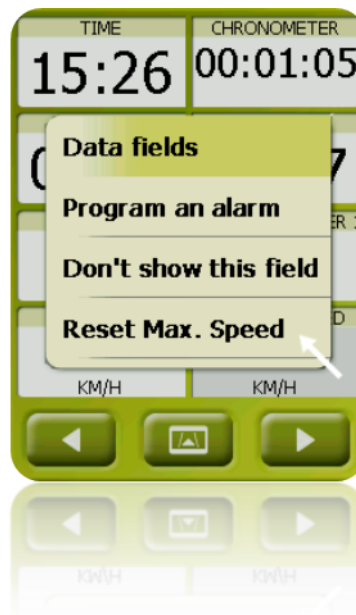 TIME CHRONOMETER
15:26 00:01:05
Data fields
Program an alarm
Don't show this field
Reset Max. Speed
KM/H KM/H